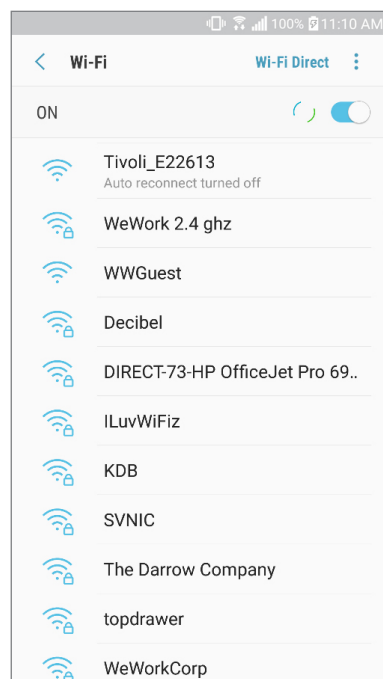 100% 11:10 AM
Wi-Fi Wi-Fi Direct
ON
Tivoli_E22613
Auto reconnect turned off
WeWork 2.4 ghz
WWGuest
Decibel
DIRECT-73-HP OfficeJet Pro 69..
ILuvWiFiz
KDB
SVNIC
The Darrow Company
topdrawer
WeWorkCorp